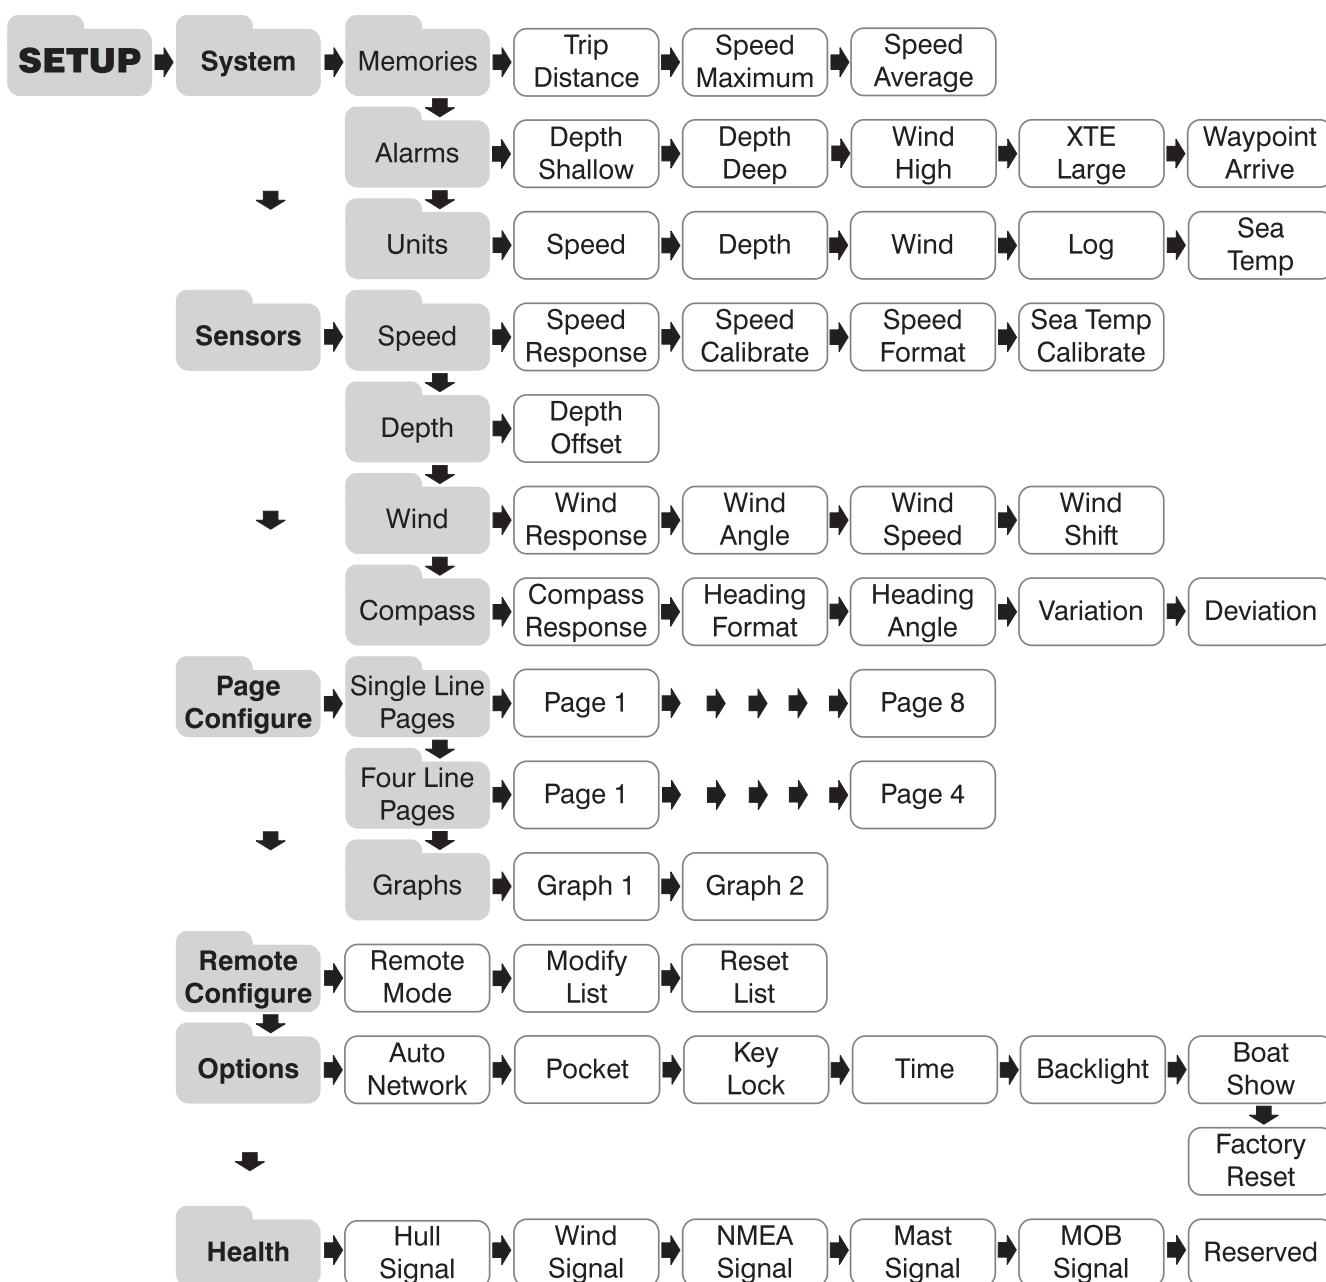 SETUP
System
Memories
Trip
Distance
Speed
Maximum
Speed
Average
Alarms
Depth
Shallow
Depth
Deep
Wind
High
XTE
Large
Waypoint
Arrive
Units
Speed
Depth
Wind
Log
Sea
Temp
Sensors
Speed
Speed
Response
Speed
Calibrate
Speed
Format
Sea Temp
Calibrate
Depth
Depth
Offset
Wind
Wind
Response
Wind
Angle
Wind
Speed
Wind
Shift
Compass
Compass
Response
Heading
Format
Heading
Angle
Variation
Deviation
Page
Configure
Single Line
Pages
Page 1
Page 8
Four Line
Pages
Page 1
Page 4
Graphs
Graph 1
Graph 2
Remote
Configure
Remote
Mode
Modify
List
Reset
List
Options
Auto
Network
Pocket
Key
Lock
Time
Backlight
Boat
Show
Factory
Reset
Health
Hull
Signal
Wind
Signal
NMEA
Signal
Mast
Signal
MOB
Signal
Reserved